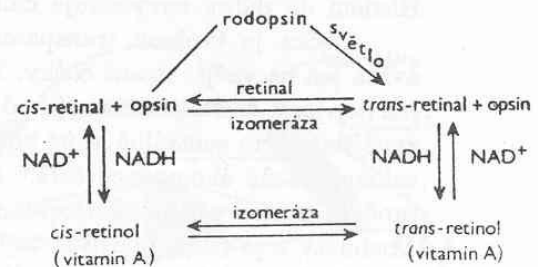 rodopsin
světlo
cis-retinal + opsin
retinal
izomeráza
trans-retinal + opsin
NAD⁺ NADH
NADH NAD⁺
izomeráza
cis-retinol
(vitamin A)
trans-retinol
(vitamin A)